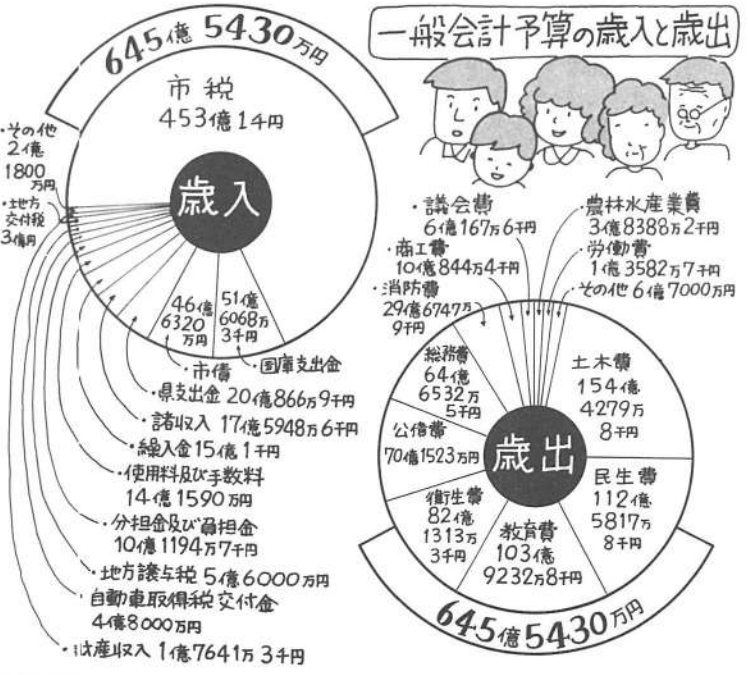 一般会計予算の歳入と歳出
645億5430万円
市税
453億1千円
歳入
・その他
2億
1800
万円
・地方
交付税
3億円
46億
6320
万円
・市債
51億
6068万
3千円
・国庫支出金
・県支出金 20億866万9千円
・諸収入 17億5948万6千円
・繰入金15億1千円
・使用料及び手数料
14億1590万円
・分担金及び負担金
10億1194万7千円
・地方譲与税 5億6000万円
・自動車取得税交付金
4億8000万円
・財産収入 1億7641万3千円
・議会費
6億167万6千円
・商工費
10億844万4千円
・消防費
29億6747万
9千円
・農林水産業費
3億8388万2千円
・労働費
1億3582万7千円
・その他 6億7000万円
総務費
64億
6532万
5千円
公債費
70億1523万円
衛生費
82億
1313万
3千円
教育費
103億
9232万8千円
民生費
112億
5817万
8千円
土木費
154億
4279万
8千円
歳出
645億5430万円